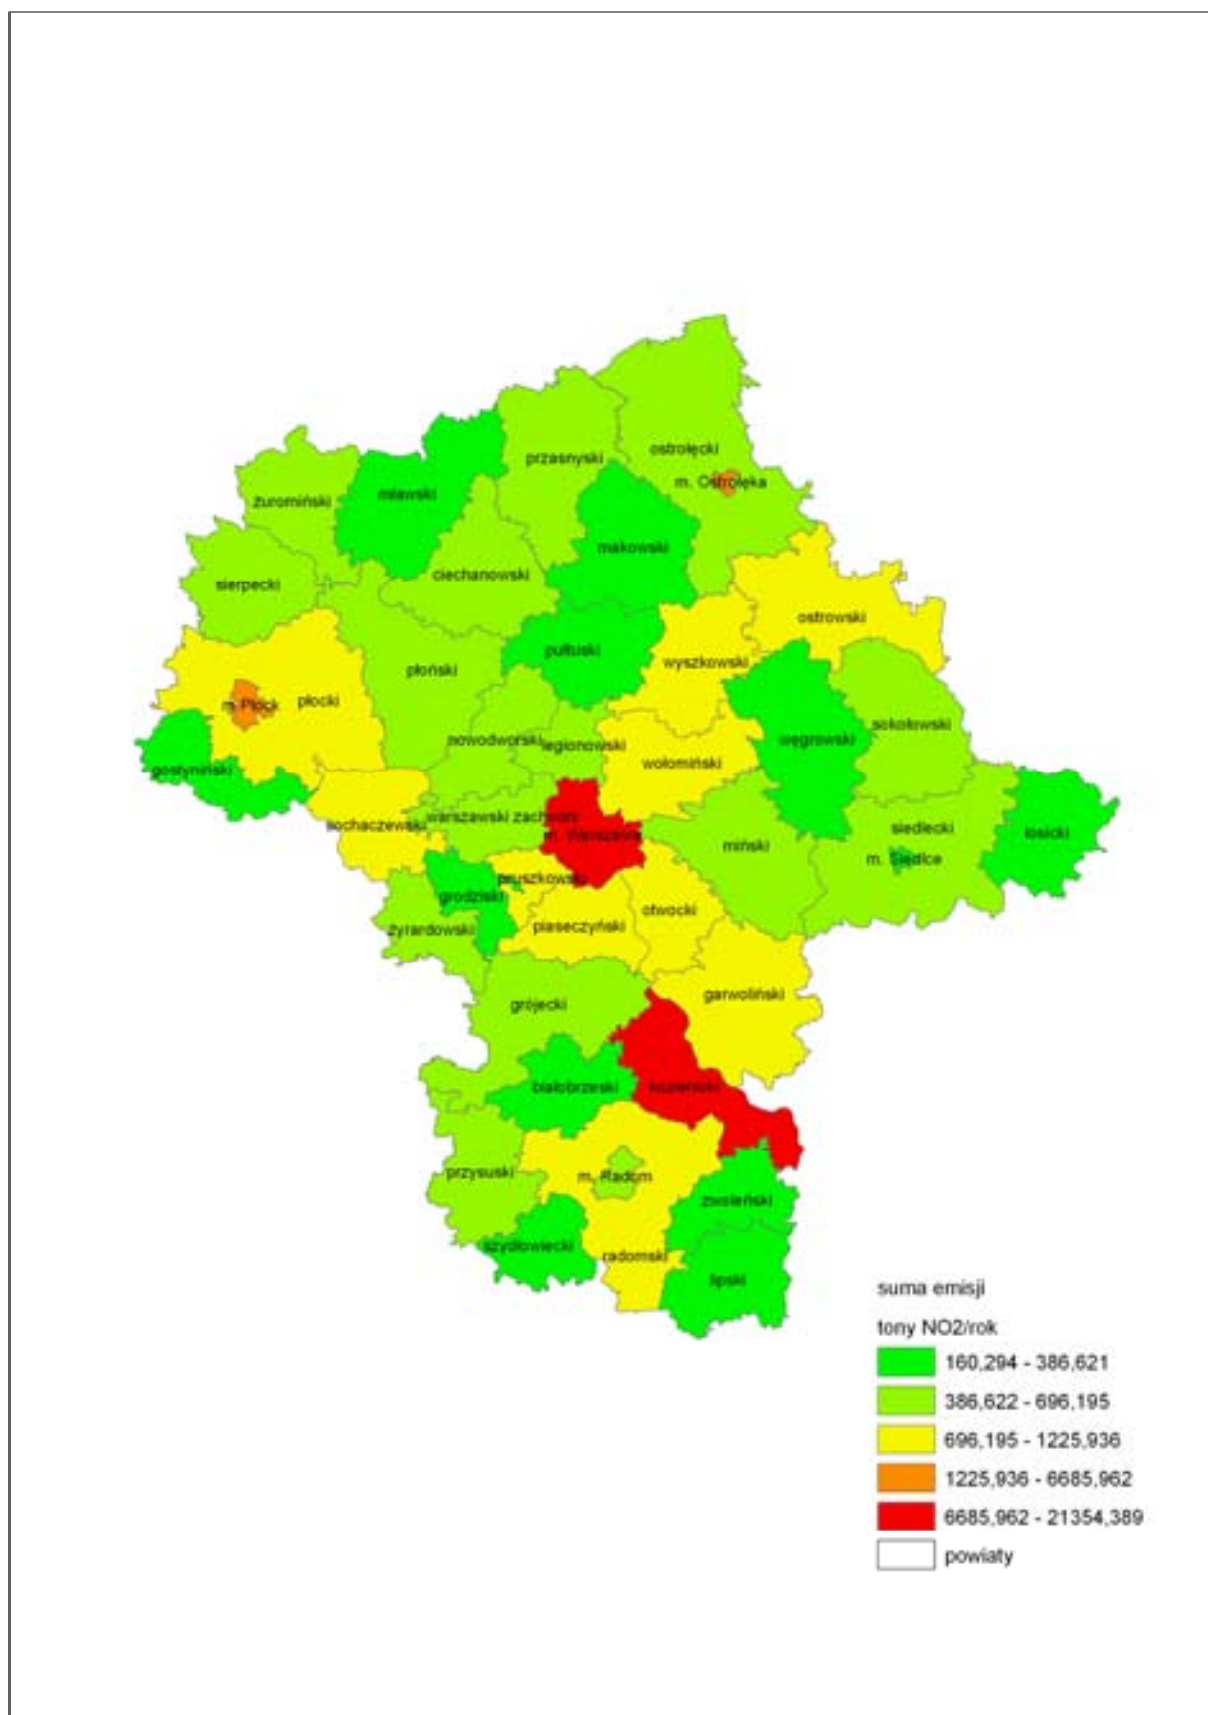 ostrołęcki
przasnyski
m. Ostrołęka
mławski
żuromiński
makowski
ciechanowski
sierpecki
ostrowski
pułtuski
wyszkowski
płoński
płocki
m. Płock
sokołowski
węgrowski
nowodworski
legionowski
wołomiński
gostyniński
sochaczewski
warszawski zachodni
m. Warszawa
siedlecki
łosicki
miński
m. Siedlce
pruszkowski
grodziski
otwocki
piaseczyński
żyrardowski
garwoliński
grójecki
białobrzeski
kozienicki
przysuski
m. Radom
zwoleński
szydłowiecki
radomski
lipski
suma emisji
tony NO2/rok
160,294 - 386,621
386,622 - 696,195
696,195 - 1225,936
1225,936 - 6685,962
6685,962 - 21354,389
powiaty